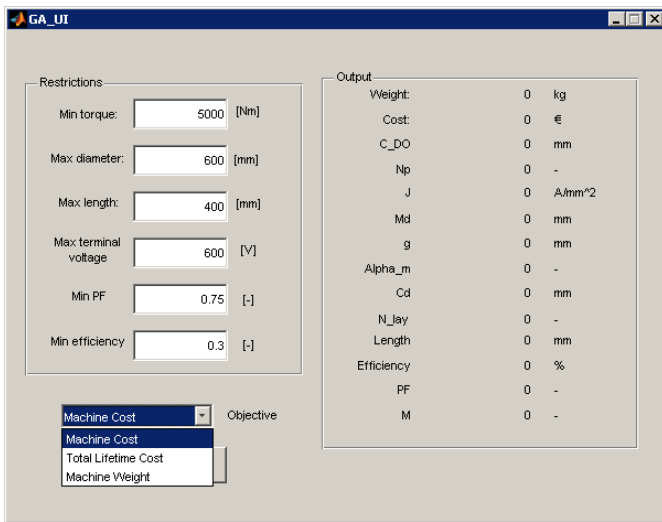 GA_UI
Restrictions
Min torque: 5000 [Nm]
Max diameter: 600 [mm]
Max length: 400 [mm]
Max terminal
voltage 600 [V]
Min PF 0.75 [-]
Min efficiency 0.3 [-]
Machine Cost Objective
Machine Cost
Total Lifetime Cost
Machine Weight
Output
Weight: 0 kg
Cost: 0 €
C_DO 0 mm
Np 0 -
J 0 A/mm^2
Md 0 mm
g 0 mm
Alpha_m 0 -
Cd 0 mm
N_lay 0 -
Length 0 mm
Efficiency 0 %
PF 0 -
M 0 -